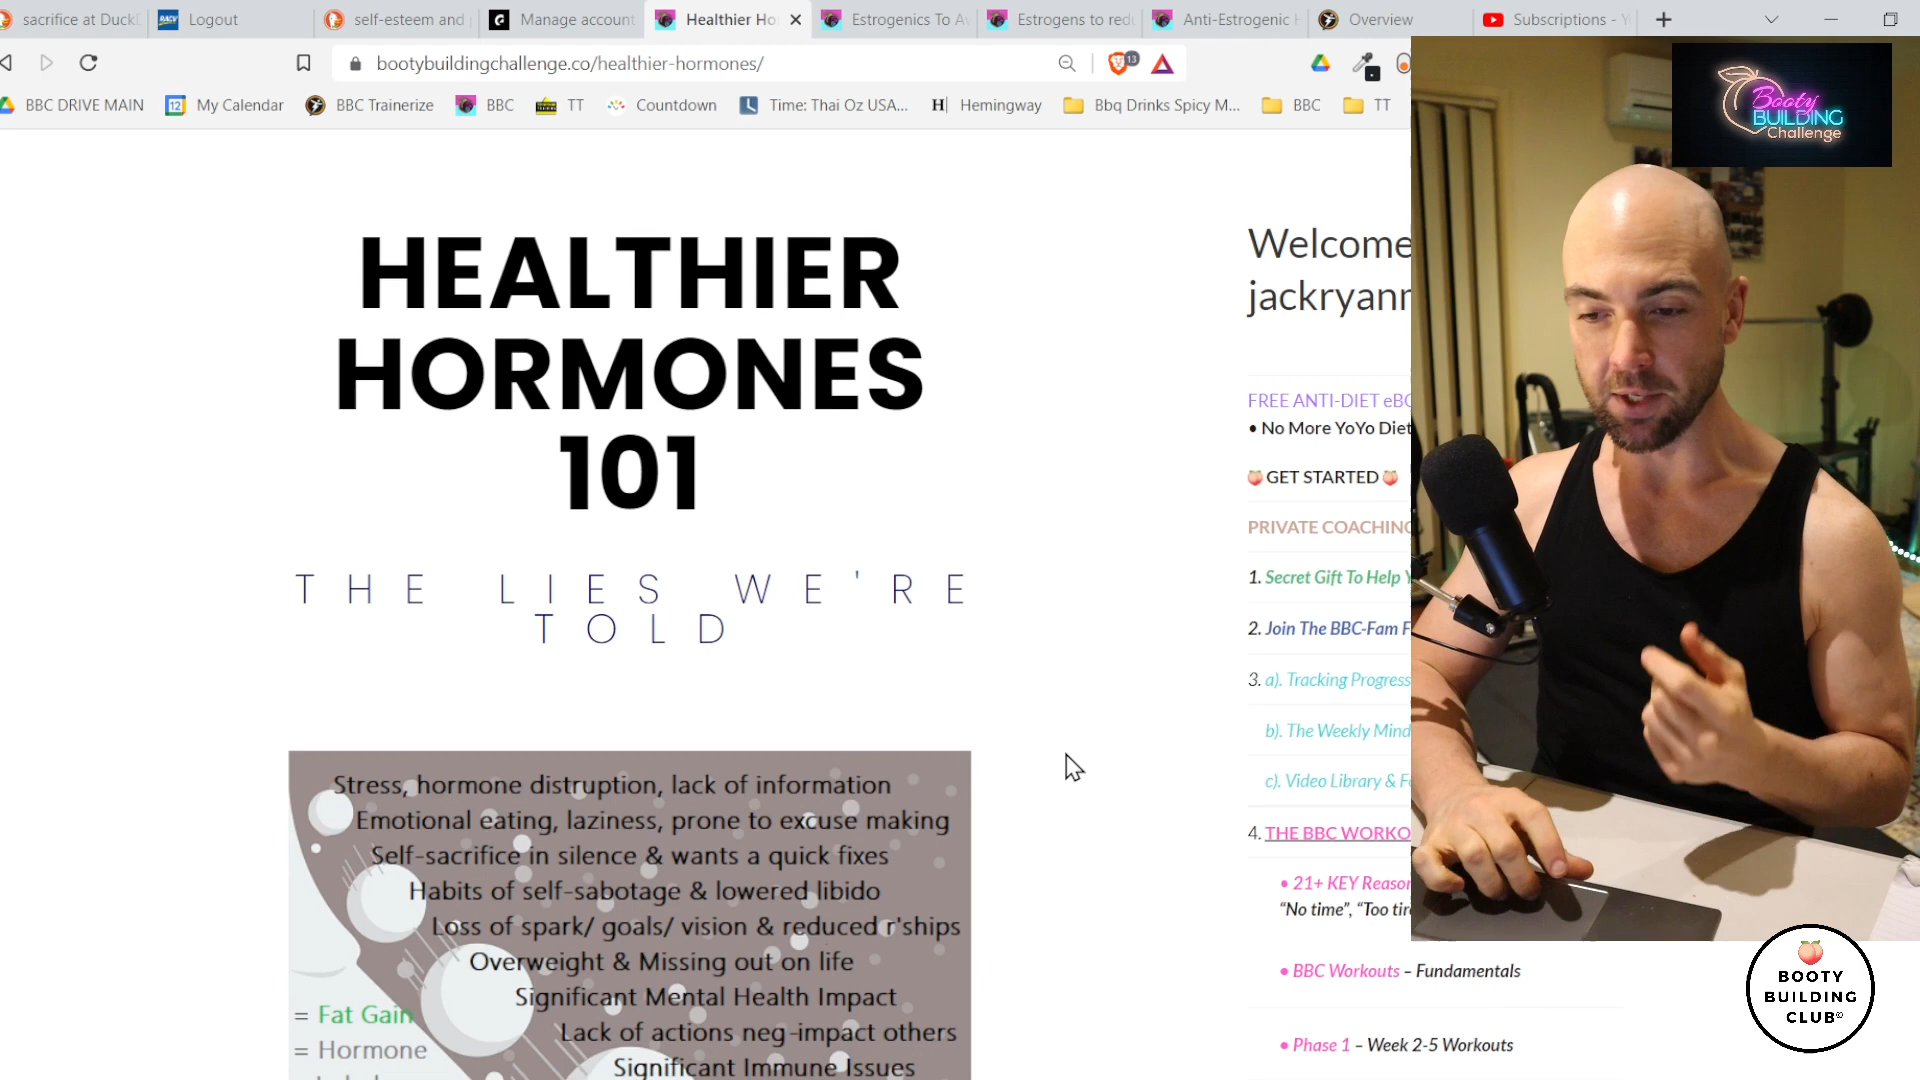 sacrifice at Duck
RACV Logout
self-esteem and
G Manage account
Healthier Ho
Estrogenics To A
Estrogens to red
Anti-Estrogenic
Overview
Subscriptions -
bootybuildingchallenge.co/healthier-hormones/
13
BBC DRIVE MAIN
12 My Calendar
BBC Trainerize
BBC
TT
Countdown
L Time: Thai Oz USA...
H Hemingway
Bbq Drinks Spicy M...
BBC
TT
Booty
BUILDING
Challenge
HEALTHIER
HORMONES
101
THE LIES WE'RE
TOLD
Stress, hormone distruption, lack of information
Emotional eating, laziness, prone to excuse making
Self-sacrifice in silence & wants a quick fixes
Habits of self-sabotage & lowered libido
Loss of spark/ goals/ vision & reduced r'ships
Overweight & Missing out on life
Significant Mental Health Impact
Lack of actions neg-impact others
Significant Immune Issues
= Fat Gain
= Hormone
Welcome
jackryan
FREE ANTI-DIET eBO
• No More YoYo Diet
🍑 GET STARTED 🍑
PRIVATE COACHING
1. Secret Gift To Help
2. Join The BBC-Fam F
3. a). Tracking Progress
b). The Weekly Mind
c). Video Library & F
4. THE BBC WORKO
• 21+ KEY Reason
"No time", "Too tir
• BBC Workouts – Fundamentals
• Phase 1 – Week 2-5 Workouts
BOOTY
BUILDING
CLUB©